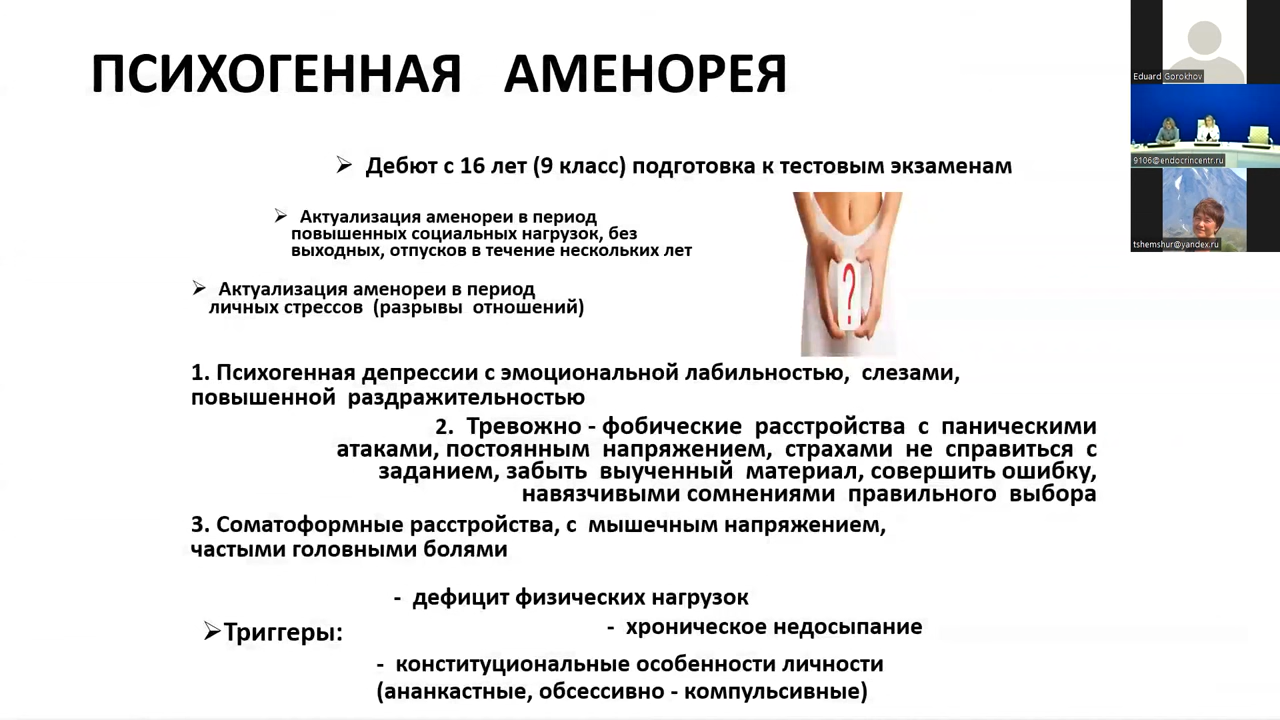 ПСИХОГЕННАЯ АМЕНОРЕЯ
Дебют с 16 лет (9 класс) подготовка к тестовым экзаменам
Актуализация аменореи в период
повышенных социальных нагрузок, без
выходных, отпусков в течение нескольких лет
Актуализация аменореи в период
личных стрессов (разрывы отношений)
?
1. Психогенная депрессии с эмоциональной лабильностью, слезами,
повышенной раздражительностью
2. Тревожно - фобические расстройства с паническими
атаками, постоянным напряжением, страхами не справиться с
заданием, забыть выученный материал, совершить ошибку,
навязчивыми сомнениями правильного выбора
3. Соматоформные расстройства, с мышечным напряжением,
частыми головными болями
- дефицит физических нагрузок
Триггеры:
- хроническое недосыпание
- конституциональные особенности личности
(ананкастные, обсессивно - компульсивные)
Eduard Gorokhov
9106@endocrincentr.ru
tshemshur@yandex.ru